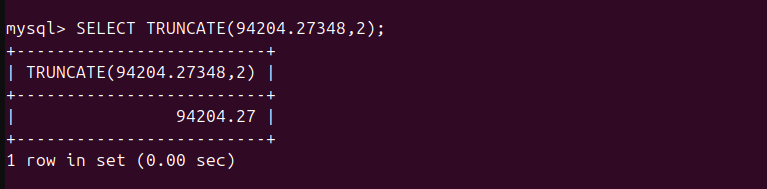 mysql> SELECT TRUNCATE(94204.27348,2);
+-------------------------+
| TRUNCATE(94204.27348,2) |
+-------------------------+
|                94204.27 |
+-------------------------+
1 row in set (0.00 sec)